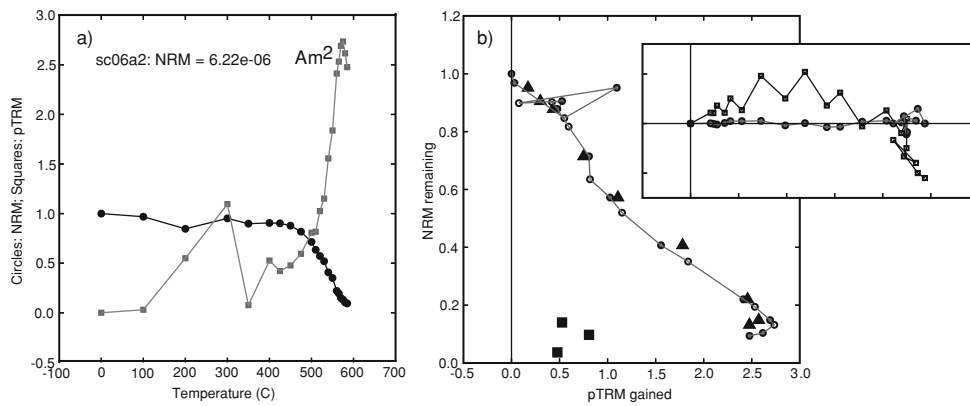 a)
sc06a2: NRM = 6.22e-06 Am2
Circles: NRM; Squares: pTRM
3.0
2.5
2.0
1.5
1.0
0.5
0.0
-0.5
-100 0 100 200 300 400 500 600 700
Temperature (C)
b)
NRM remaining
1.2
1.0
0.8
0.6
0.4
0.2
0.0
-0.5 0.0 0.5 1.0 1.5 2.0 2.5 3.0
pTRM gained